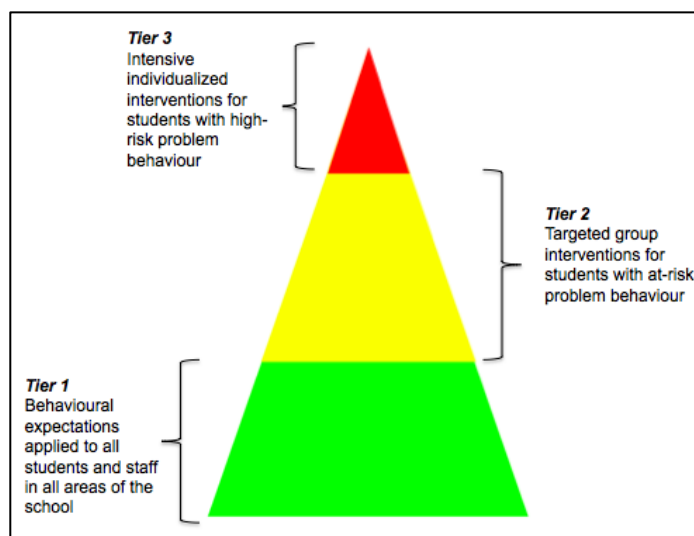 Tier 3
Intensive
individualized
interventions for
students with high-
risk problem
behaviour
Tier 2
Targeted group
interventions for
students with at-risk
problem behaviour
Tier 1
Behavioural
expectations
applied to all
students and staff
in all areas of the
school